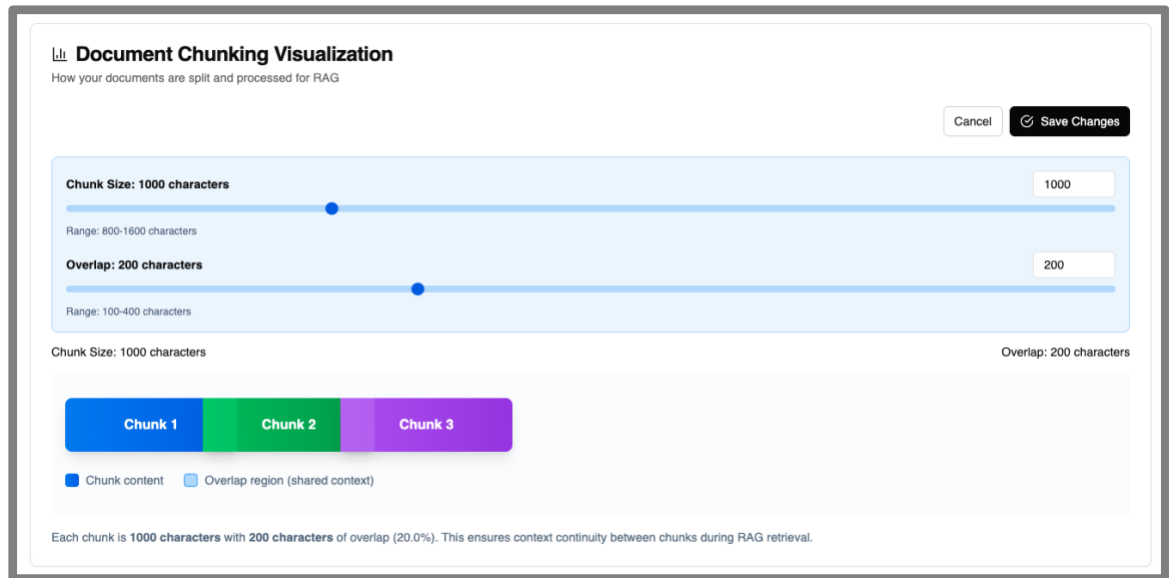 Document Chunking Visualization
How your documents are split and processed for RAG
Cancel
Save Changes
Chunk Size: 1000 characters
1000
Range: 800-1600 characters
Overlap: 200 characters
200
Range: 100-400 characters
Chunk Size: 1000 characters
Overlap: 200 characters
Chunk 1
Chunk 2
Chunk 3
Chunk content
Overlap region (shared context)
Each chunk is 1000 characters with 200 characters of overlap (20.0%). This ensures context continuity between chunks during RAG retrieval.